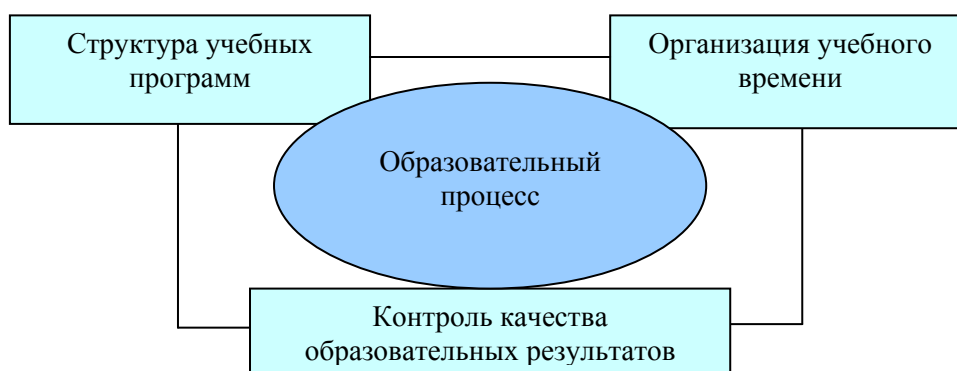 Структура учебных
программ
Организация учебного
времени
Образовательный
процесс
Контроль качества
образовательных результатов